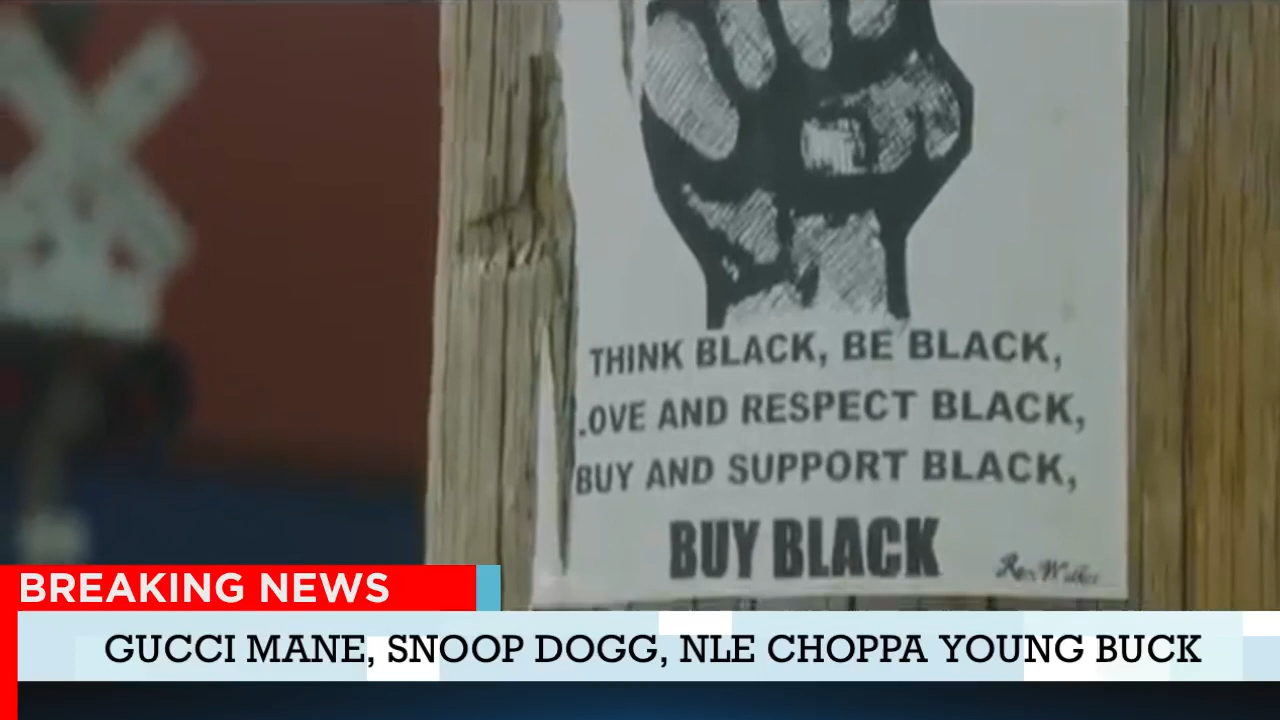 THINK BLACK, BE BLACK,
.OVE AND RESPECT BLACK,
BUY AND SUPPORT BLACK,
BUY BLACK
BREAKING NEWS
GUCCI MANE, SNOOP DOGG, NLE CHOPPA YOUNG BUCK